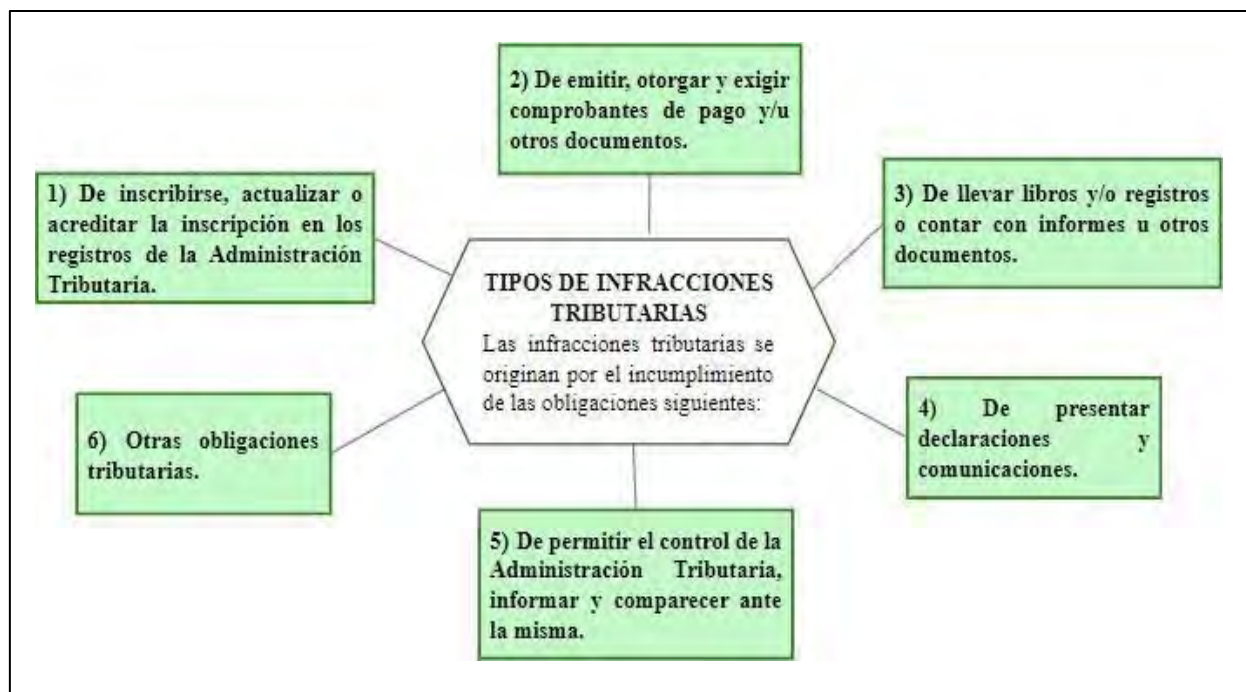 TIPOS DE INFRACCIONES
TRIBUTARIAS
Las infracciones tributarias se
originan por el incumplimiento
de las obligaciones siguientes:
1) De inscribirse, actualizar o
acreditar la inscripción en los
registros de la Administración
Tributaria.
2) De emitir, otorgar y exigir
comprobantes de pago y/u
otros documentos.
3) De llevar libros y/o registros
o contar con informes u otros
documentos.
4) De presentar
declaraciones y
comunicaciones.
5) De permitir el control de la
Administración Tributaria,
informar y comparecer ante
la misma.
6) Otras obligaciones
tributarias.